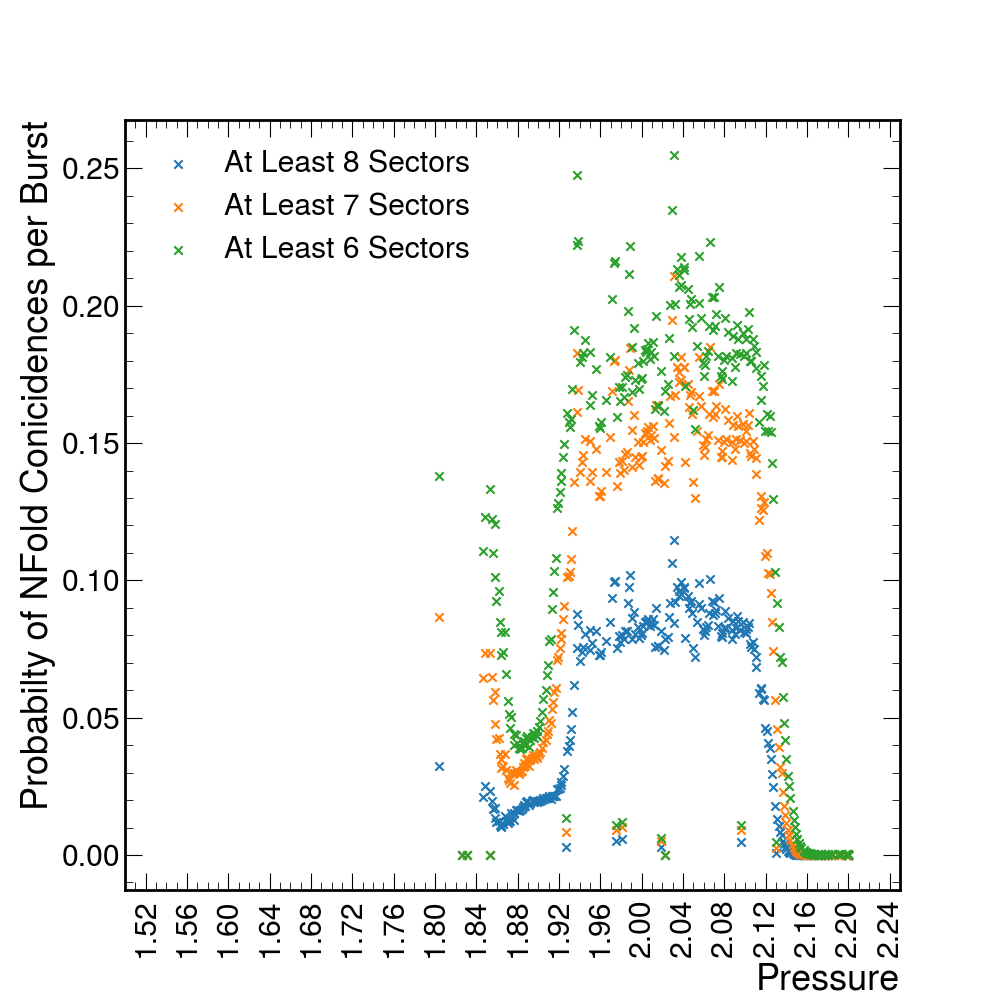 Probabilty of NFold Conicidences per Burst
At Least 8 Sectors
At Least 7 Sectors
At Least 6 Sectors
0.25
0.20
0.15
0.10
0.05
0.00
1.52 1.56 1.60 1.64 1.68 1.72 1.76 1.80 1.84 1.88 1.92 1.96 2.00 2.04 2.08 2.12 2.16 2.20 2.24
Pressure